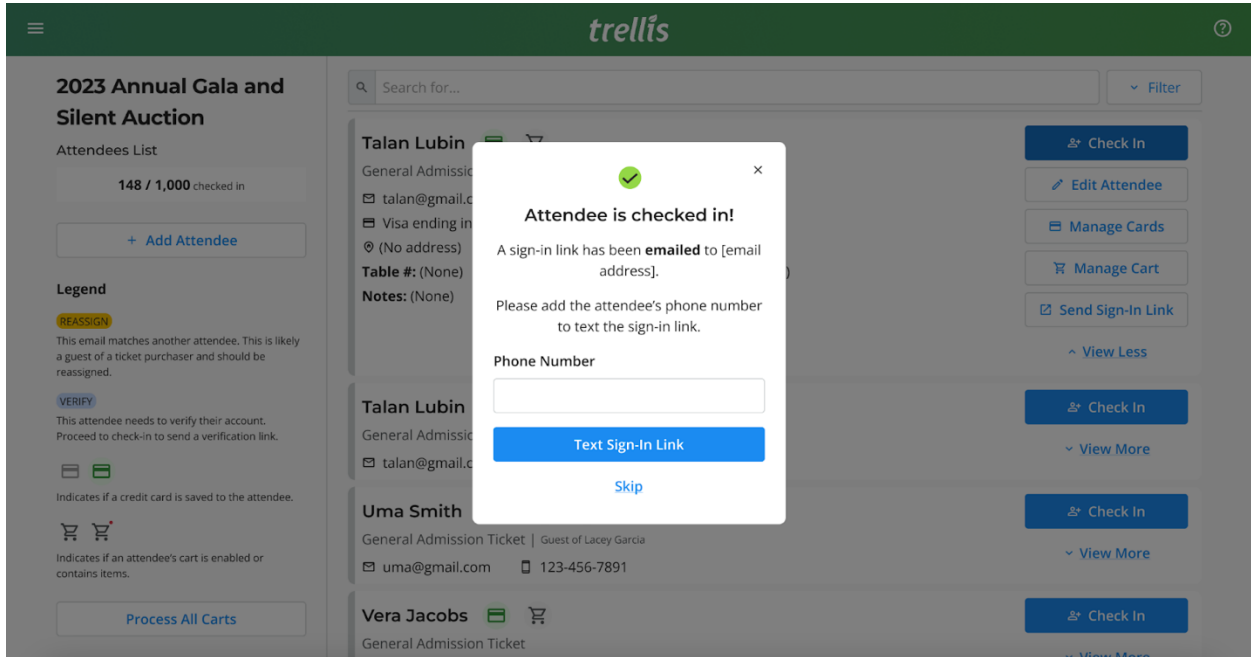 trellis
2023 Annual Gala and
Silent Auction
Attendees List
148 / 1,000 checked in
+ Add Attendee
Legend
REASSIGN
This email matches another attendee. This is likely
a guest of a ticket purchaser and should be
reassigned.
VERIFY
This attendee needs to verify their account.
Proceed to check-in to send a verification link.
Indicates if a credit card is saved to the attendee.
Indicates if an attendee's cart is enabled or
contains items.
Process All Carts
Search for...
Filter
Talan Lubin
General Admissic
talan@gmail.c
Visa ending in
(No address)
Table #: (None)
)
Notes: (None)
Check In
Edit Attendee
Manage Cards
Manage Cart
Send Sign-In Link
View Less
Attendee is checked in!
A sign-in link has been emailed to [email
address].
Please add the attendee's phone number
to text the sign-in link.
Phone Number
Text Sign-In Link
Skip
Talan Lubin
General Admissic
talan@gmail.c
Check In
View More
Uma Smith
General Admission Ticket | Guest of Lacey Garcia
uma@gmail.com 123-456-7891
Check In
View More
Vera Jacobs
General Admission Ticket
Check In
View More